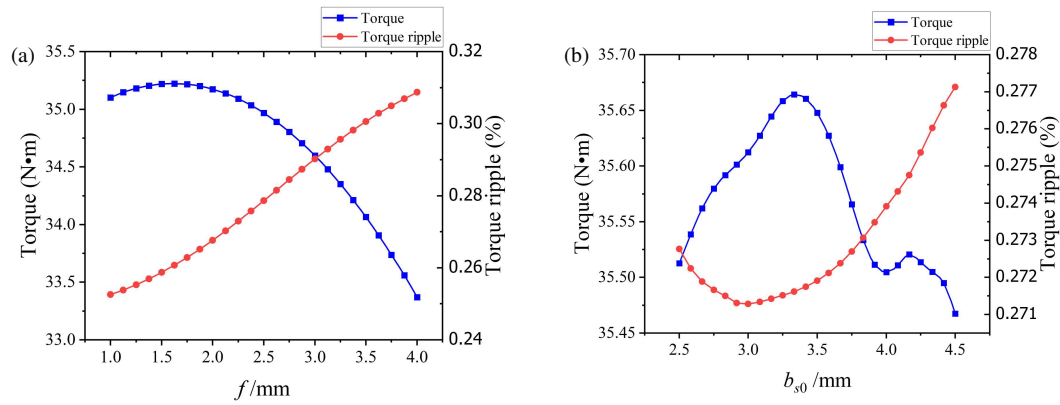 (a)
Torque
Torque ripple
35.5
35.0
34.5
34.0
33.5
33.0
Torque (N•m)
0.32
0.30
0.28
0.26
0.24
Torque ripple (%)
1.0 1.5 2.0 2.5 3.0 3.5 4.0
f /mm
(b)
Torque
Torque ripple
35.70
35.65
35.60
35.55
35.50
35.45
Torque (N•m)
0.278
0.277
0.276
0.275
0.274
0.273
0.272
0.271
Torque ripple (%)
2.5 3.0 3.5 4.0 4.5
b_{s0} /mm